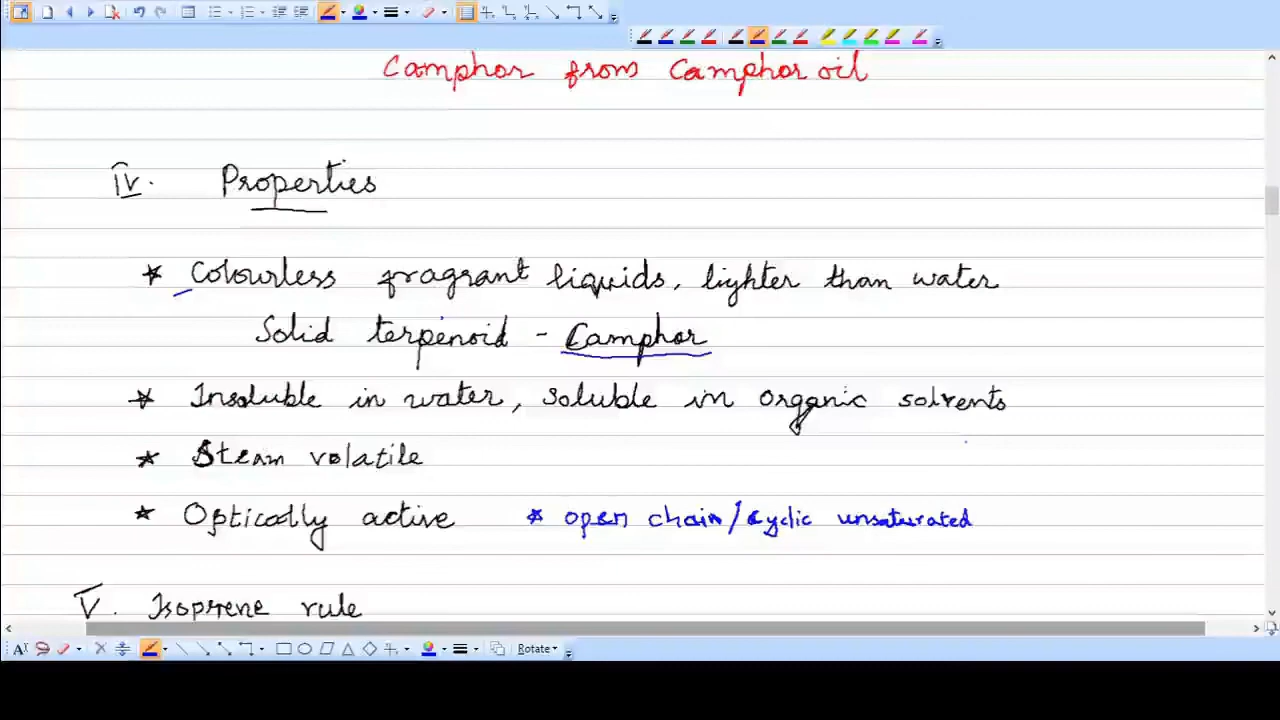 Camphor from Camphor oil
IV. Properties
* Colourless fragrant liquids, lighter than water
Solid terpenoid - Camphor
* Insoluble in water, soluble in organic solvents
* Steam volatile
* Optically active * open chain/cyclic unsaturated
V. Isoprene rule
Rotate